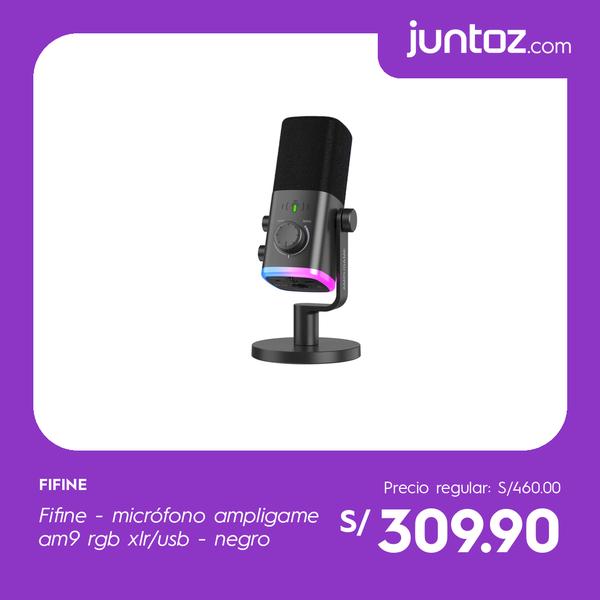 juntoz.com
FIFINE
Fifine - micrófono ampligame
am9 rgb xlr/usb - negro
Precio regular: S/460.00
S/ 309.90